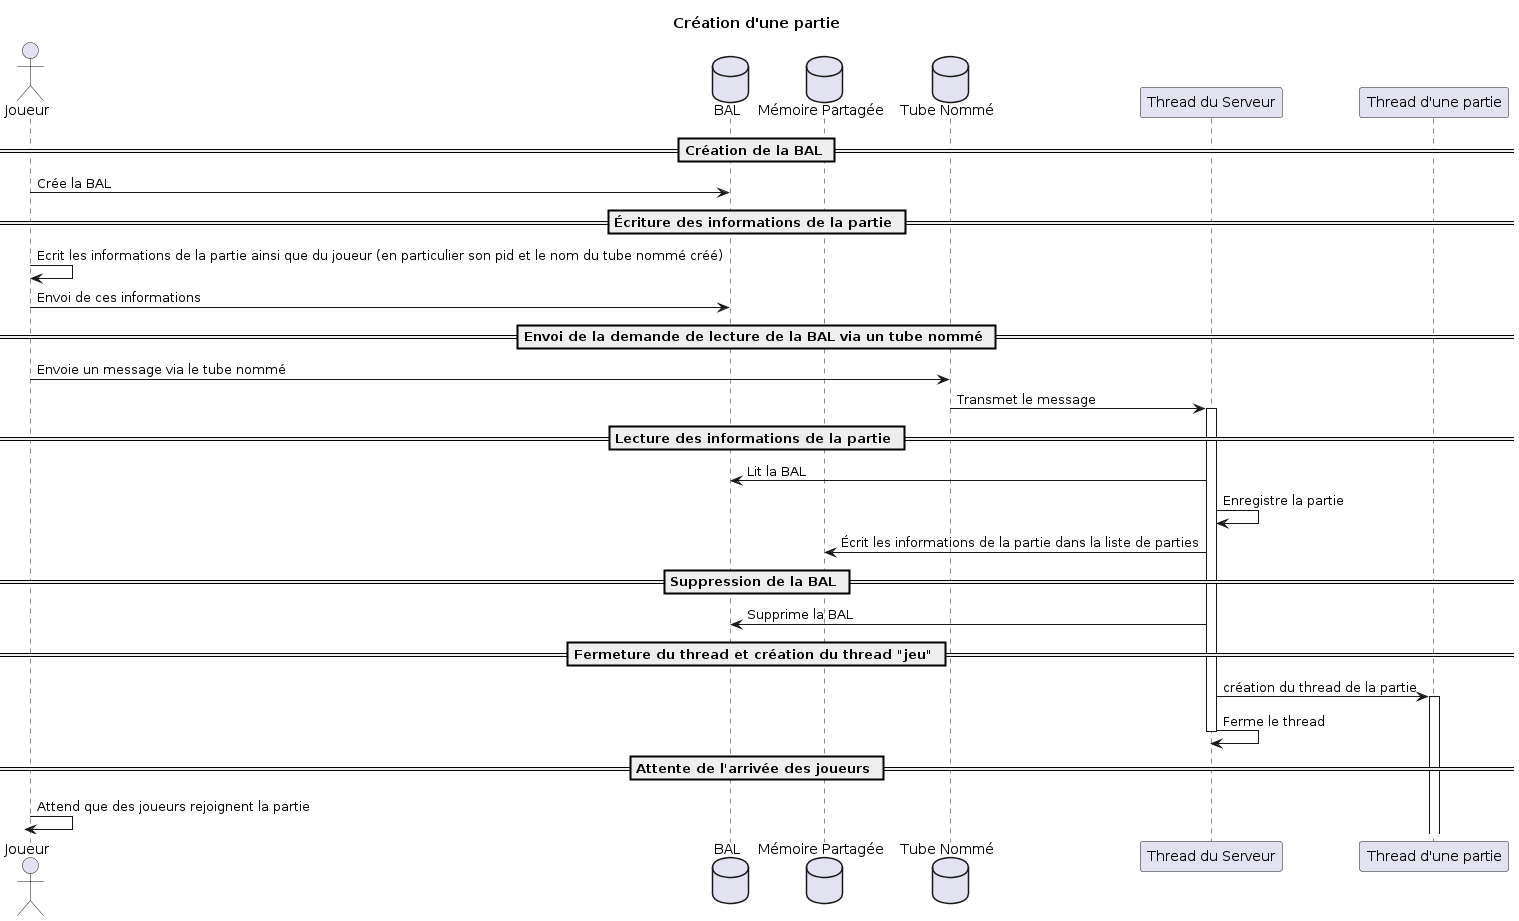 Création d'une partie
Joueur
BAL
Mémoire Partagée
Tube Nommé
Thread du Serveur
Thread d'une partie
Création de la BAL
Crée la BAL
Écriture des informations de la partie
Ecrit les informations de la partie ainsi que du joueur (en particulier son pid et le nom du tube nommé créé)
Envoi de ces informations
Envoi de la demande de lecture de la BAL via un tube nommé
Envoie un message via le tube nommé
Transmet le message
Lecture des informations de la partie
Lit la BAL
Enregistre la partie
Écrit les informations de la partie dans la liste de parties
Suppression de la BAL
Supprime la BAL
Fermeture du thread et création du thread "jeu"
création du thread de la partie
Ferme le thread
Attente de l'arrivée des joueurs
Attend que des joueurs rejoignent la partie
Joueur
BAL
Mémoire Partagée
Tube Nommé
Thread du Serveur
Thread d'une partie